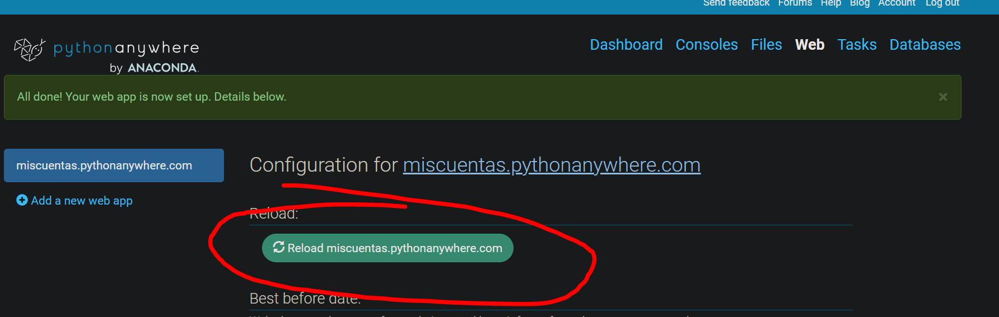 Send feedback Forums Help Blog Account Log out
pythonanywhere
by ANACONDA.
Dashboard Consoles Files Web Tasks Databases
All done! Your web app is now set up. Details below.
miscuentas.pythonanywhere.com
Add a new web app
Configuration for miscuentas.pythonanywhere.com
Reload:
Reload miscuentas.pythonanywhere.com
Best before date: